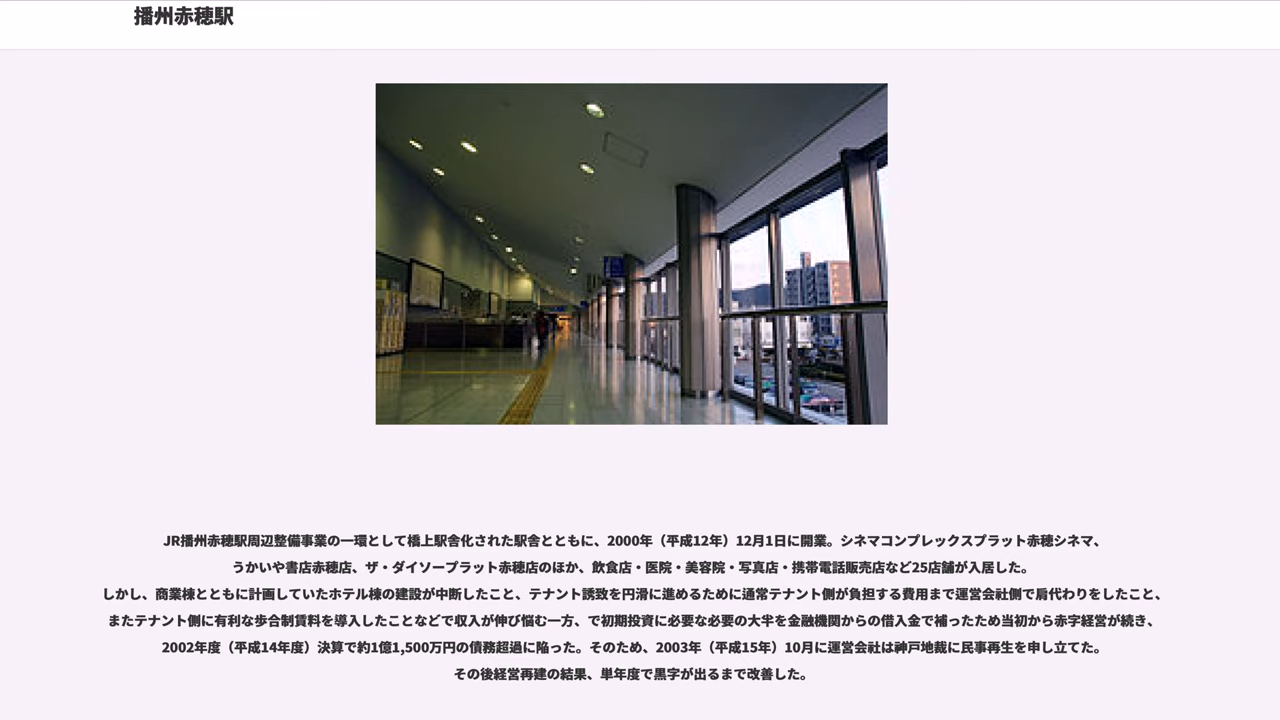 播州赤穂駅
JR播州赤穂駅周辺整備事業の一環として橋上駅舎化された駅舎とともに、2000年（平成12年）12月1日に開業。シネマコンプレックスプラット赤穂シネマ、
うかいや書店赤穂店、ザ・ダイソープラット赤穂店のほか、飲食店・医院・美容院・写真店・携帯電話販売店など25店舗が入居した。
しかし、商業棟とともに計画していたホテル棟の建設が中断したこと、テナント誘致を円滑に進めるために通常テナント側が負担する費用まで運営会社側で肩代わりをしたこと、
またテナント側に有利な歩合制賃料を導入したことなどで収入が伸び悩む一方、で初期投資に必要な必要の大半を金融機関からの借入金で補ったため当初から赤字経営が続き、
2002年度（平成14年度）決算で約1億1,500万円の債務超過に陥った。そのため、2003年（平成15年）10月に運営会社は神戸地裁に民事再生を申し立てた。
その後経営再建の結果、単年度で黒字が出るまで改善した。